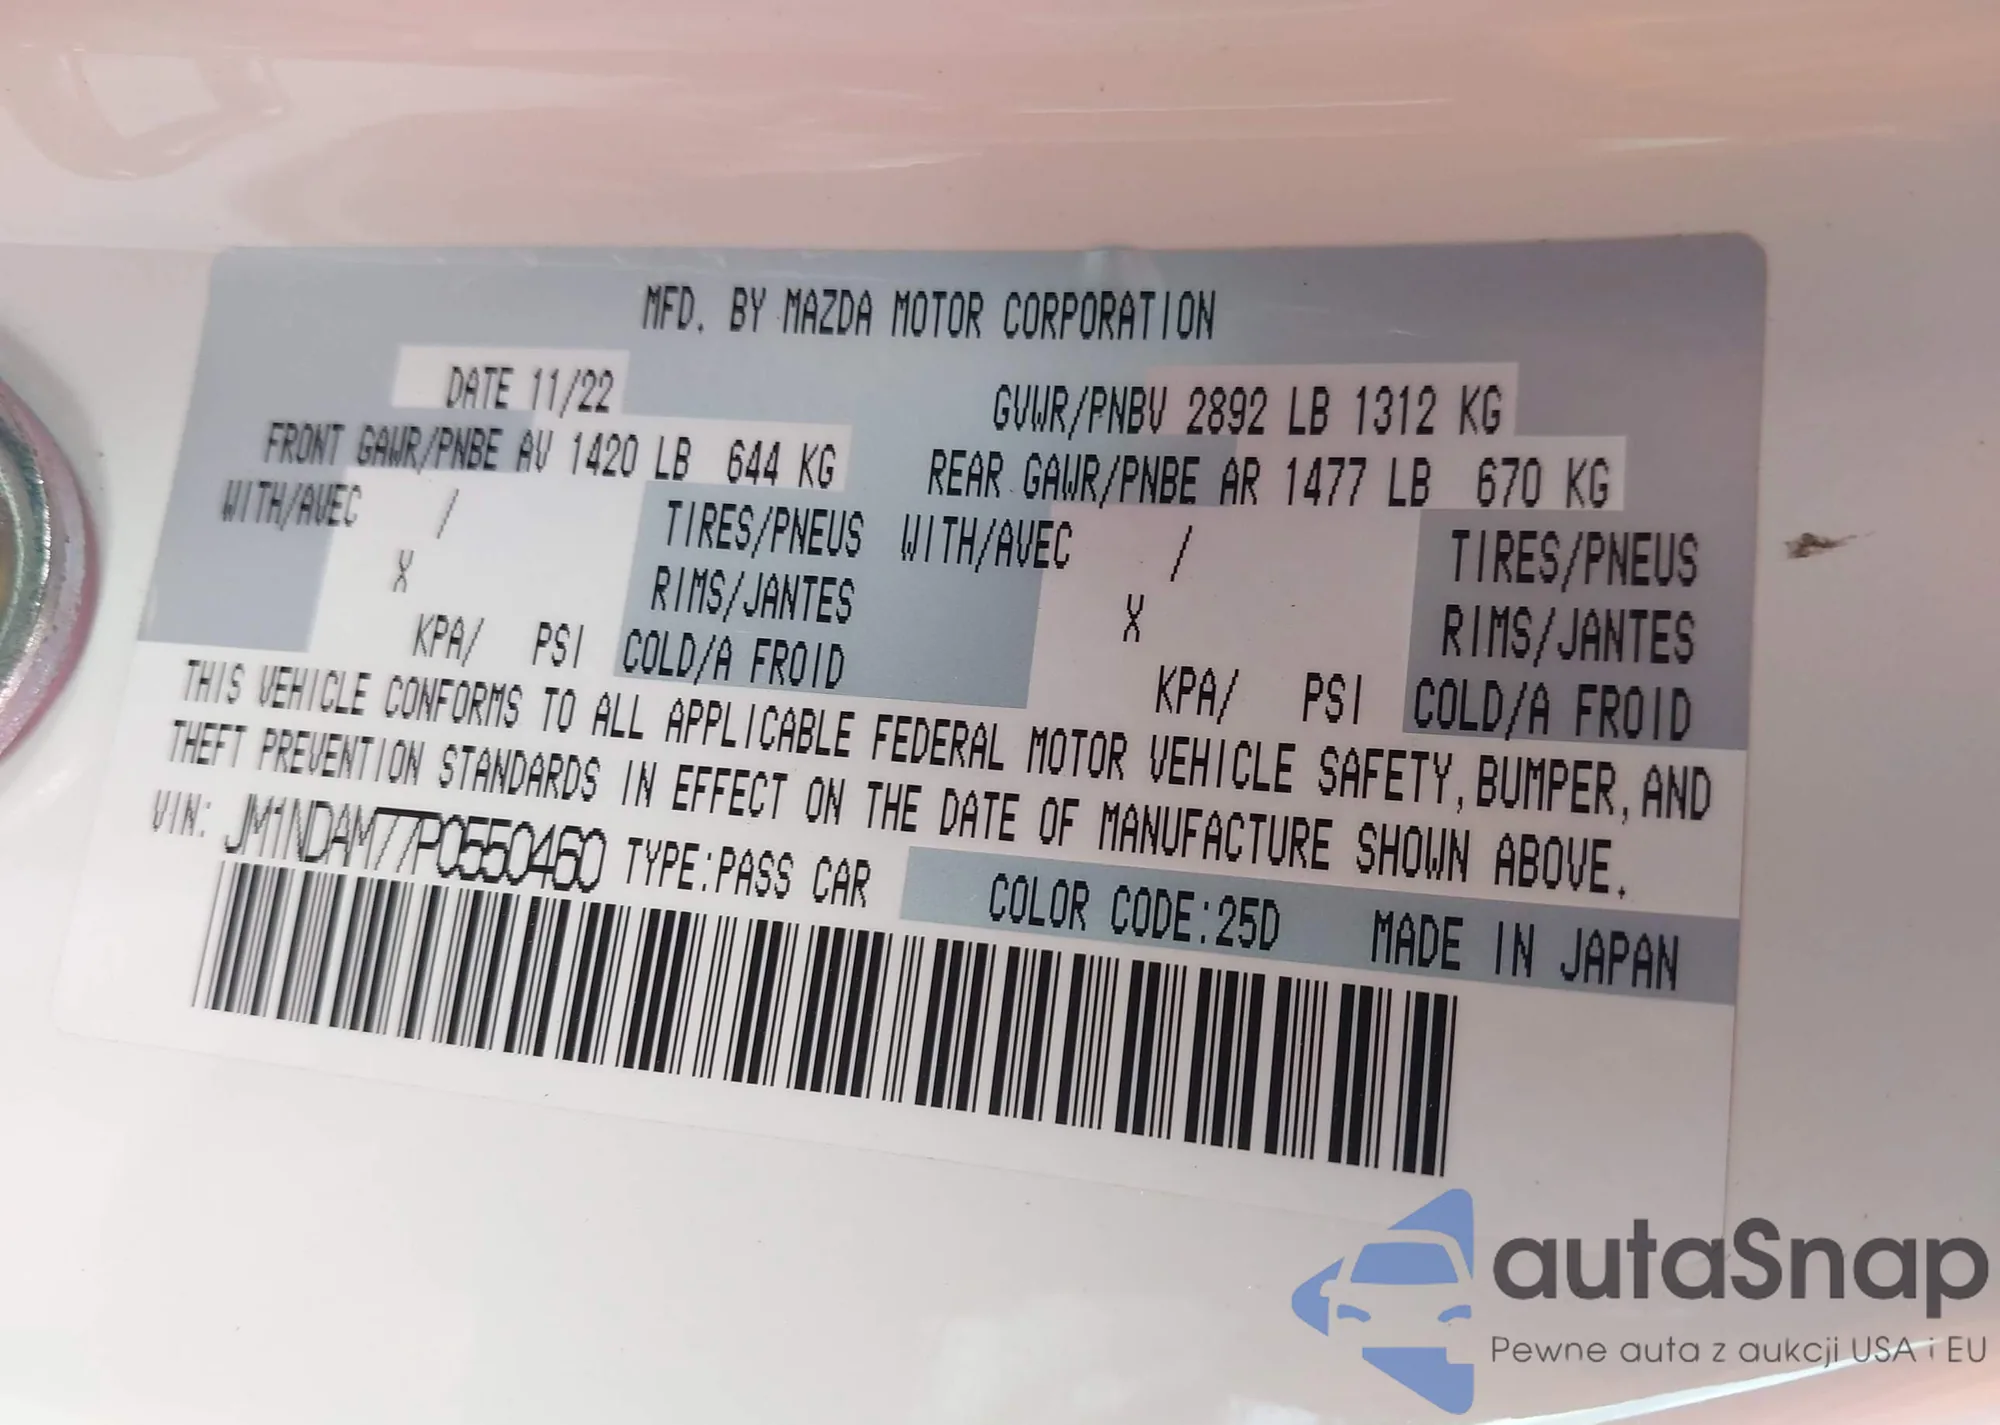 MFD. BY MAZDA MOTOR CORPORATION
DATE 11/22 GVWR/PNBV 2892 LB 1312 KG
FRONT GAWR/PNBE AV 1420 LB 644 KG REAR GAWR/PNBE AR 1477 LB 670 KG
WITH/AVEC / TIRES/PNEUS WITH/AVEC / TIRES/PNEUS
X RIMS/JANTES X RIMS/JANTES
KPA/ PSI COLD/A FROID KPA/ PSI COLD/A FROID
THIS VEHICLE CONFORMS TO ALL APPLICABLE FEDERAL MOTOR VEHICLE SAFETY, BUMPER, AND
THEFT PREVENTION STANDARDS IN EFFECT ON THE DATE OF MANUFACTURE SHOWN ABOVE.
VIN: JM1NDAM77P0550460 TYPE:PASS CAR COLOR CODE:25D MADE IN JAPAN
autaSnap
Pewne auta z aukcji USA i EU